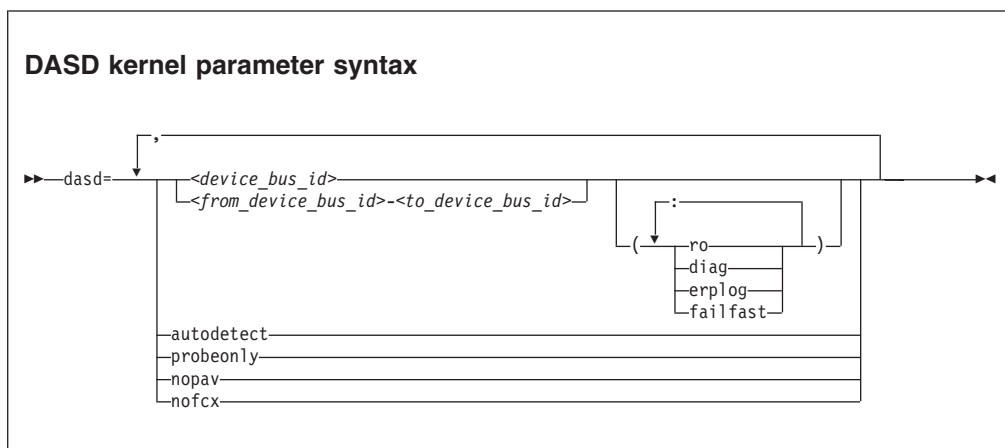 DASD kernel parameter syntax
,
dasd= <device_bus_id>
<from_device_bus_id>-<to_device_bus_id>
:
( ro )
diag
erplog
failfast
autodetect
probeonly
nopav
nofcx